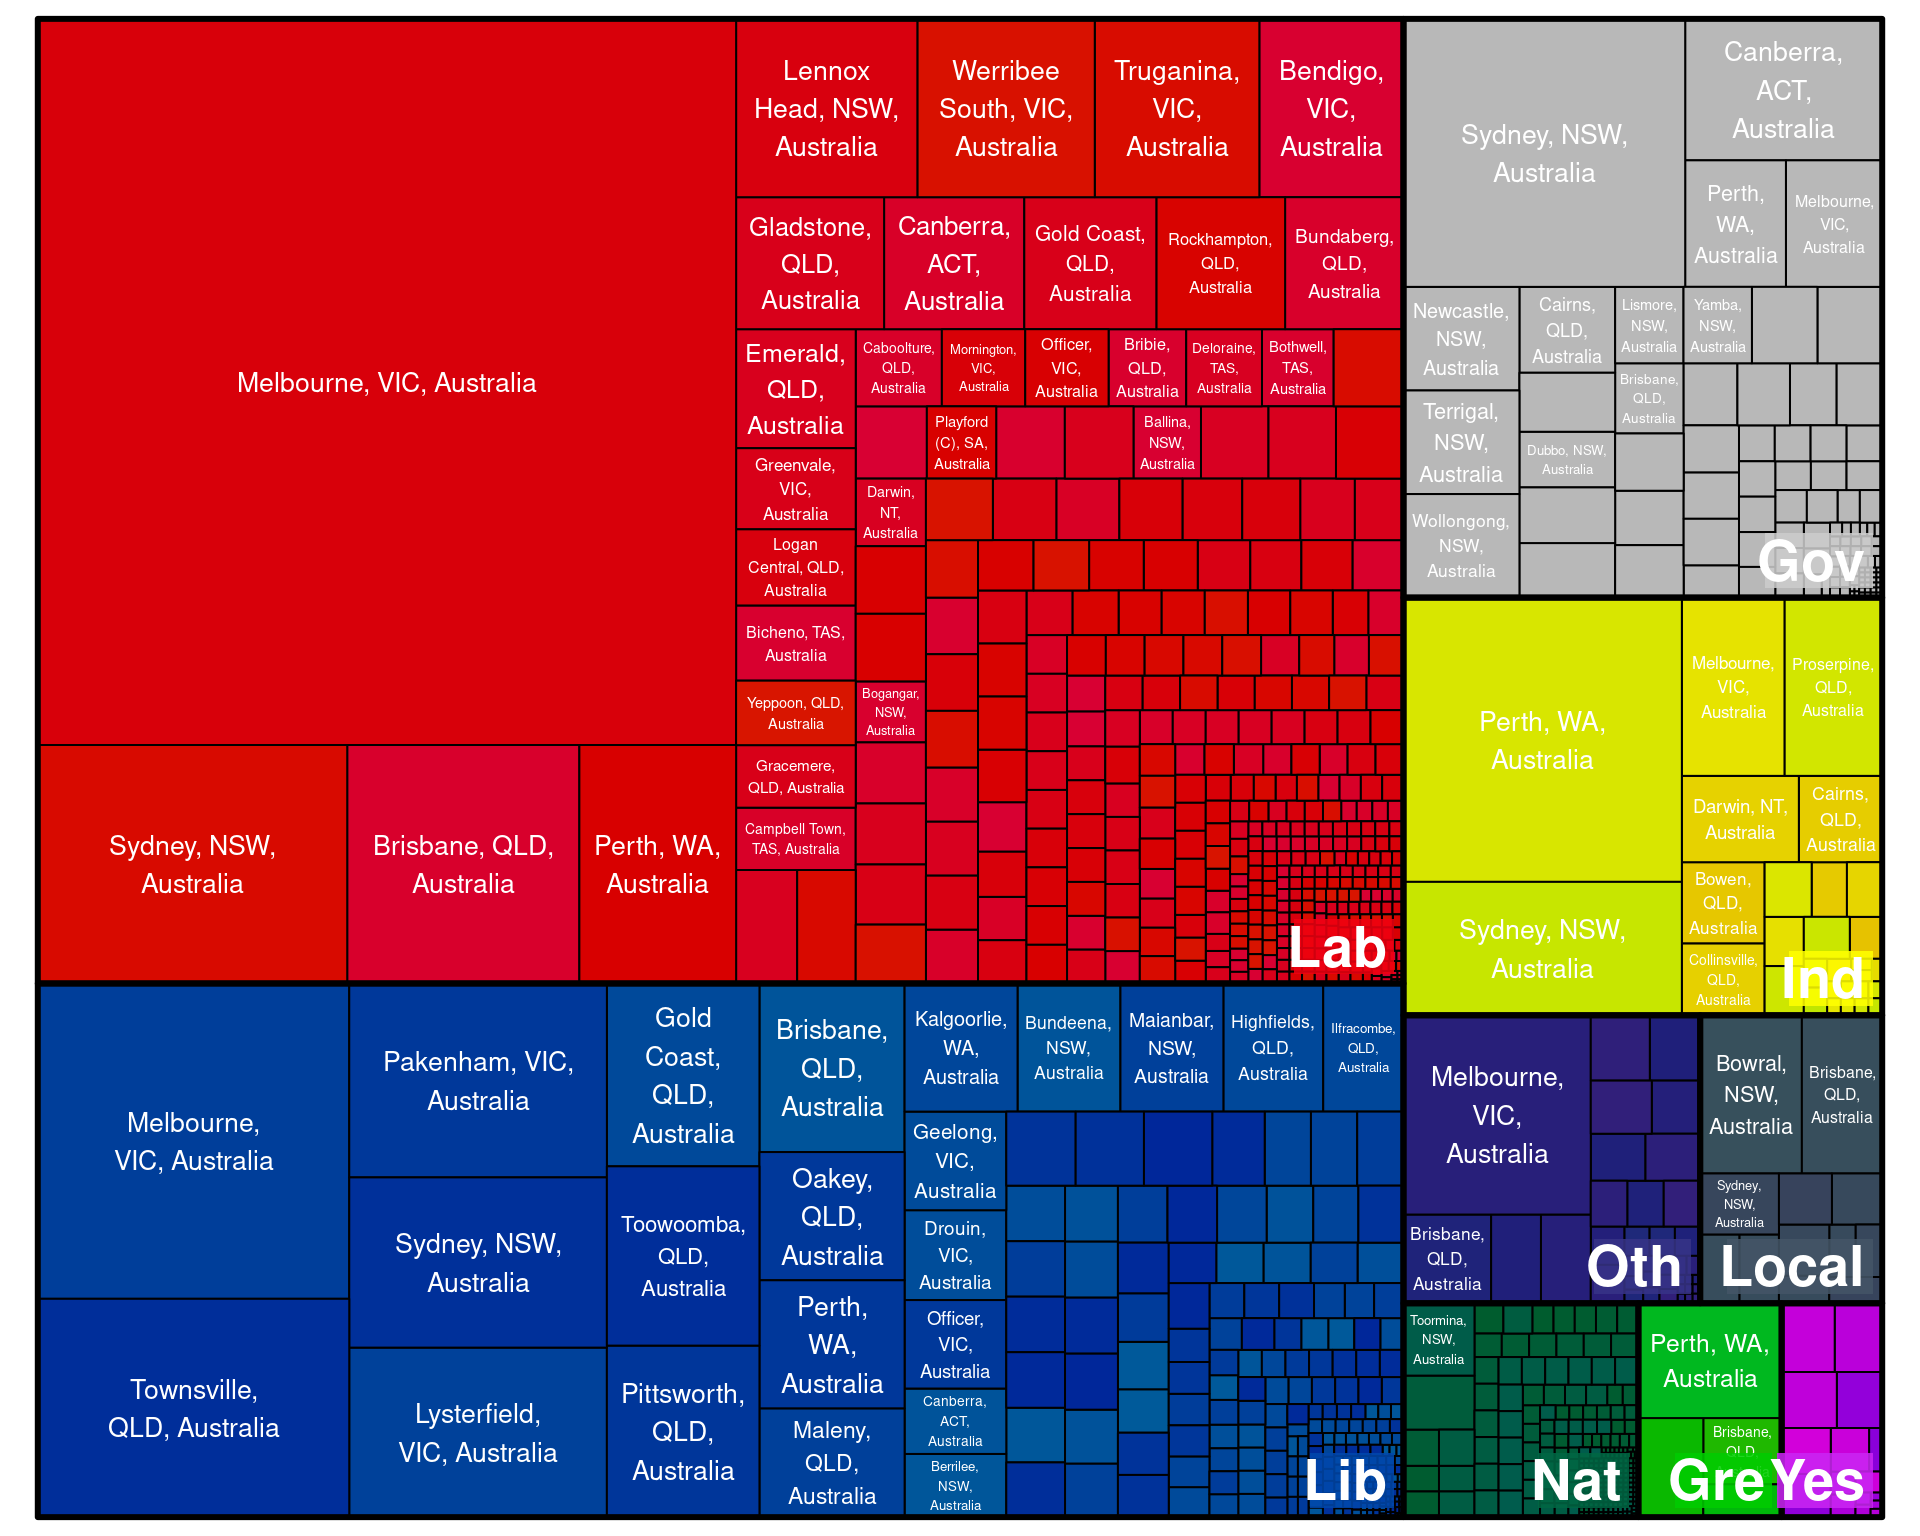 Melbourne, VIC, Australia
Sydney, NSW,
Australia
Brisbane, QLD,
Australia
Perth, WA,
Australia
Lennox
Head, NSW,
Australia
Werribee
South, VIC,
Australia
Truganina,
VIC,
Australia
Bendigo,
VIC,
Australia
Gladstone,
QLD,
Australia
Canberra,
ACT,
Australia
Gold Coast,
QLD,
Australia
Rockhampton,
QLD,
Australia
Bundaberg,
QLD,
Australia
Emerald,
QLD,
Australia
Caboolture,
QLD,
Australia
Mornington,
VIC,
Australia
Officer,
VIC,
Australia
Bribie,
QLD,
Australia
Deloraine,
TAS,
Australia
Bothwell,
TAS,
Australia
Playford
(C), SA,
Australia
Ballina,
NSW,
Australia
Greenvale,
VIC,
Australia
Darwin,
NT,
Australia
Logan
Central, QLD,
Australia
Bicheno, TAS,
Australia
Yeppoon, QLD,
Australia
Bogangar,
NSW,
Australia
Gracemere,
QLD, Australia
Campbell Town,
TAS, Australia
Lab
Sydney, NSW,
Australia
Canberra,
ACT,
Australia
Perth,
WA,
Australia
Melbourne,
VIC,
Australia
Newcastle,
NSW,
Australia
Cairns,
QLD,
Australia
Lismore,
NSW,
Australia
Yamba,
NSW,
Australia
Brisbane,
QLD,
Australia
Terrigal,
NSW,
Australia
Dubbo, NSW,
Australia
Wollongong,
NSW,
Australia
Gov
Perth, WA,
Australia
Melbourne,
VIC,
Australia
Proserpine,
QLD,
Australia
Darwin, NT,
Australia
Cairns,
QLD,
Australia
Sydney, NSW,
Australia
Bowen,
QLD,
Australia
Collinsville,
QLD,
Australia
Ind
Melbourne,
VIC, Australia
Townsville,
QLD, Australia
Pakenham, VIC,
Australia
Sydney, NSW,
Australia
Lysterfield,
VIC, Australia
Gold
Coast,
QLD,
Australia
Toowoomba,
QLD,
Australia
Pittsworth,
QLD,
Australia
Brisbane,
QLD,
Australia
Oakey,
QLD,
Australia
Perth,
WA,
Australia
Maleny,
QLD,
Australia
Kalgoorlie,
WA,
Australia
Bundeena,
NSW,
Australia
Maianbar,
NSW,
Australia
Highfields,
QLD,
Australia
Ilfracombe,
QLD,
Australia
Geelong,
VIC,
Australia
Drouin,
VIC,
Australia
Officer,
VIC,
Australia
Canberra,
ACT,
Australia
Berrilee,
NSW,
Australia
Lib
Melbourne,
VIC,
Australia
Brisbane,
QLD,
Australia
Oth
Bowral,
NSW,
Australia
Brisbane,
QLD,
Australia
Sydney,
NSW,
Australia
Local
Toormina,
NSW,
Australia
Nat
Perth, WA,
Australia
Brisbane,
QLD,
Gre
Yes